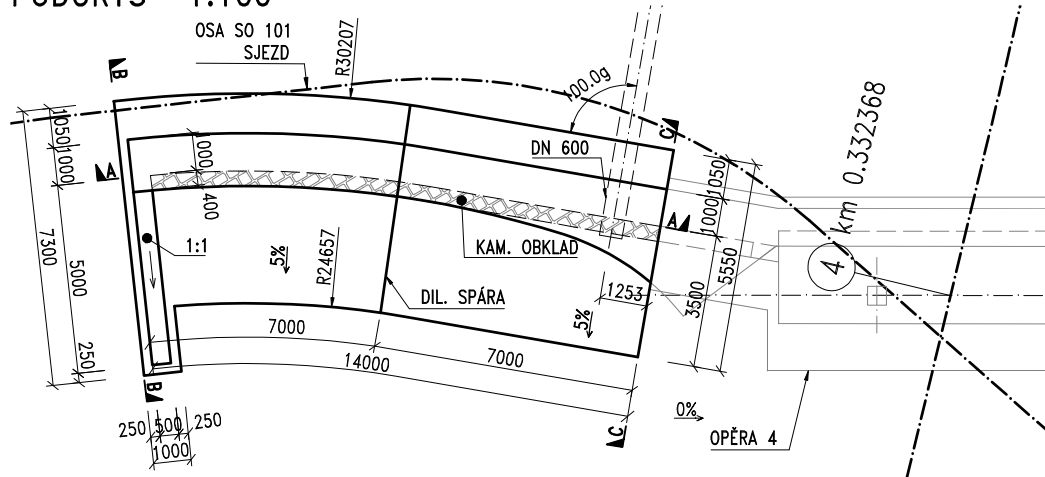 PŮDORYS 1:100
OSA SO 101
SJEZD
R30207
100.0g
B
C
A
DN 600
km 0.332368
4
1050
1000
7300
5000
250
1000
400
1:1
5%
R24657
KAM. OBKLAD
DIL. SPÁRA
A
1050
1000
5550
3500
1253
5%
7000
7000
14000
B
C
0%
OPĚRA 4
250 500 250
1000